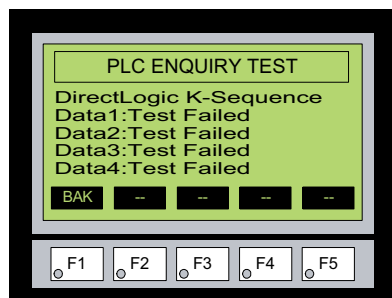 PLC ENQUIRY TEST
DirectLogic K-Sequence
Data1:Test Failed
Data2:Test Failed
Data3:Test Failed
Data4:Test Failed
BAK -- -- -- --
F1 F2 F3 F4 F5